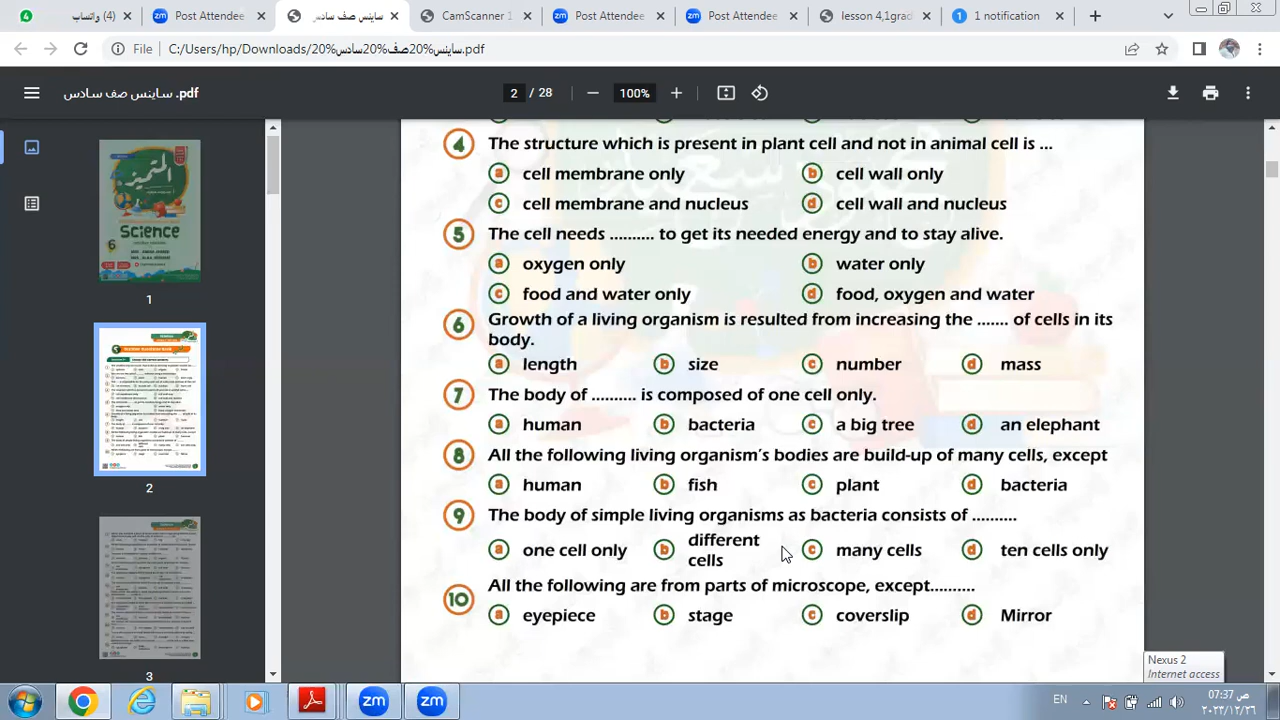 (4) واتساب
Post Attendee
ساينس صف سادس
CamScanner 1
Post Attendee
Post Attendee
lesson 4,1grad
1 notification
File C:/Users/hp/Downloads/20%ساينس%20صف%20سادس.pdf
ساينس صف سادس .pdf
2 / 28
100%
Science
6
1
2
3
4 The structure which is present in plant cell and not in animal cell is ...
a cell membrane only b cell wall only
c cell membrane and nucleus d cell wall and nucleus
5 The cell needs .......... to get its needed energy and to stay alive.
a oxygen only b water only
c food and water only d food, oxygen and water
6 Growth of a living organism is resulted from increasing the ....... of cells in its
body.
a length b size c number d mass
7 The body of ......... is composed of one cell only.
a human b bacteria c a big tree d an elephant
8 All the following living organism's bodies are build-up of many cells, except
a human b fish c plant d bacteria
9 The body of simple living organisms as bacteria consists of ..........
a one cell only b different cells c many cells d ten cells only
10 All the following are from parts of microscope, except..........
a eyepiece b stage c coverslip d Mirror
Nexus 2
Internet access
EN
07:37 ص
٢٠٢٣/١٢/٢٦